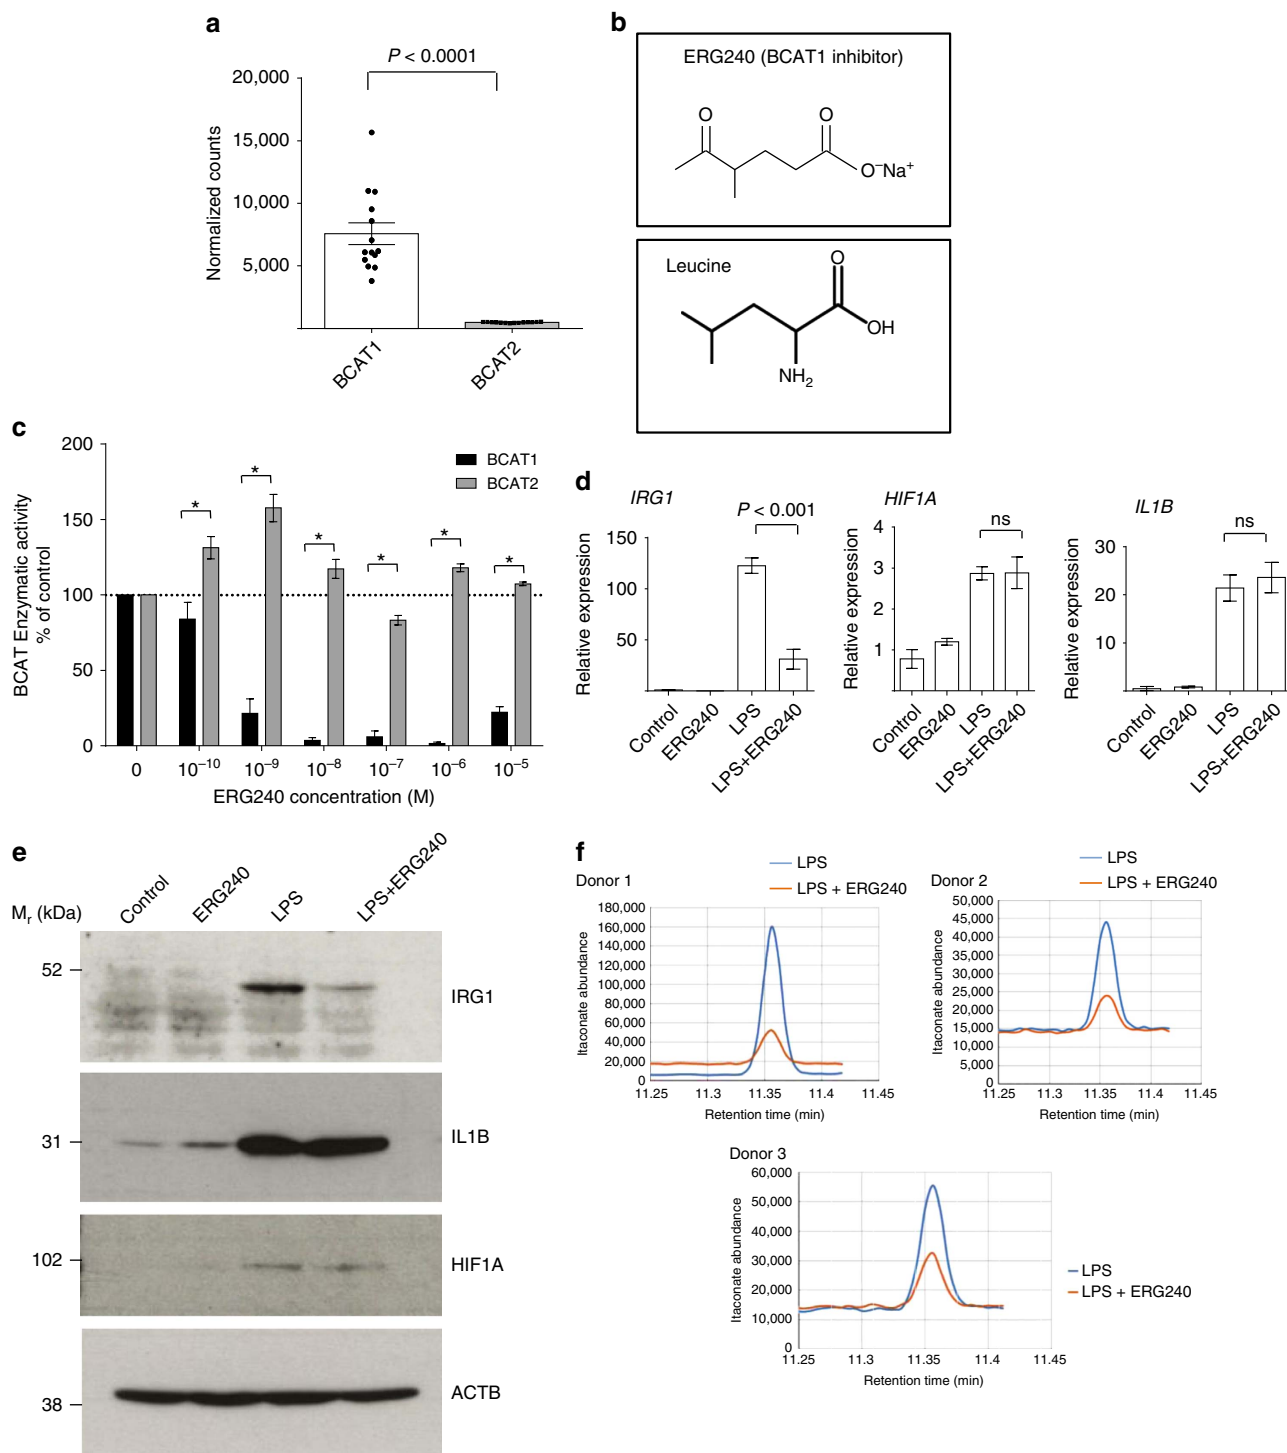 a
P < 0.0001
20,000
15,000
10,000
5,000
Normalized counts
BCAT1
BCAT2
b
ERG240 (BCAT1 inhibitor)
O
O
O⁻Na⁺
Leucine
O
OH
NH₂
c
200
150
100
50
0
BCAT Enzymatic activity
% of control
BCAT1
BCAT2
*
*
*
*
*
*
0
10⁻¹⁰
10⁻⁹
10⁻⁸
10⁻⁷
10⁻⁶
10⁻⁵
ERG240 concentration (M)
d
IRG1
P < 0.001
150
100
50
Relative expression
Control
ERG240
LPS
LPS+ERG240
HIF1A
ns
4
3
2
1
Relative expression
Control
ERG240
LPS
LPS+ERG240
IL1B
ns
30
20
10
Relative expression
Control
ERG240
LPS
LPS+ERG240
e
Mᵣ (kDa)
Control
ERG240
LPS
LPS+ERG240
52
IRG1
31
IL1B
102
HIF1A
38
ACTB
f
Donor 1
LPS
LPS + ERG240
180,000
160,000
140,000
120,000
100,000
80,000
60,000
40,000
20,000
0
Itaconate abundance
11.25
11.3
11.35
11.4
11.45
Retention time (min)
Donor 2
LPS
LPS + ERG240
50,000
45,000
40,000
35,000
30,000
25,000
20,000
15,000
10,000
5,000
0
Itaconate abundance
11.25
11.3
11.35
11.4
11.45
Retention time (min)
Donor 3
60,000
50,000
40,000
30,000
20,000
10,000
0
Itaconate abundance
LPS
LPS + ERG240
11.25
11.3
11.35
11.4
11.45
Retention time (min)